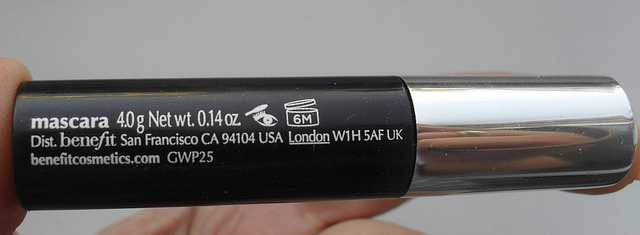 mascara 4.0 g Net wt. 0.14 oz. 6M
Dist. benefit San Francisco CA 94104 USA London W1H 5AF UK
benefitcosmetics.com GWP25